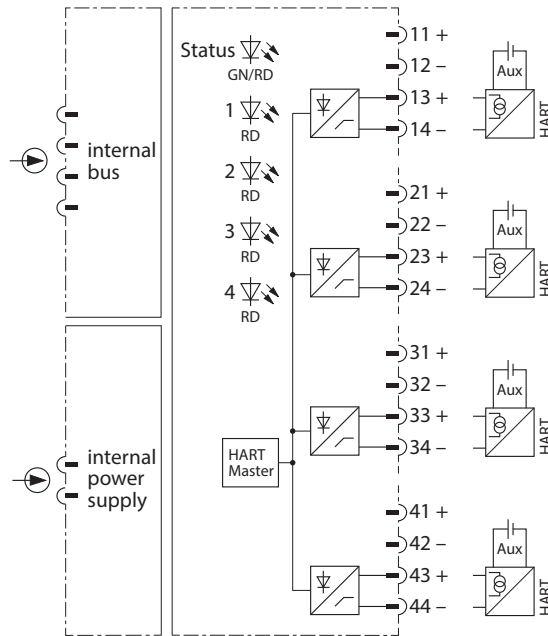 Status
GN/RD
1
RD
2
RD
3
RD
4
RD
internal
bus
internal
power
supply
HART
Master
11 +
12 –
13 +
14 –
Aux
HART
21 +
22 –
23 +
24 –
Aux
HART
31 +
32 –
33 +
34 –
Aux
HART
41 +
42 –
43 +
44 –
Aux
HART